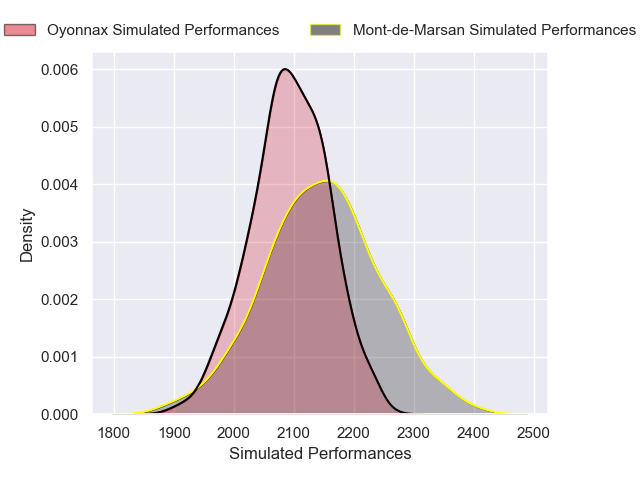 Oyonnax Simulated Performances Mont-de-Marsan Simulated Performances
0.006
0.005
0.004
0.003
0.002
0.001
0.000
Density
1800 1900 2000 2100 2200 2300 2400 2500
Simulated Performances